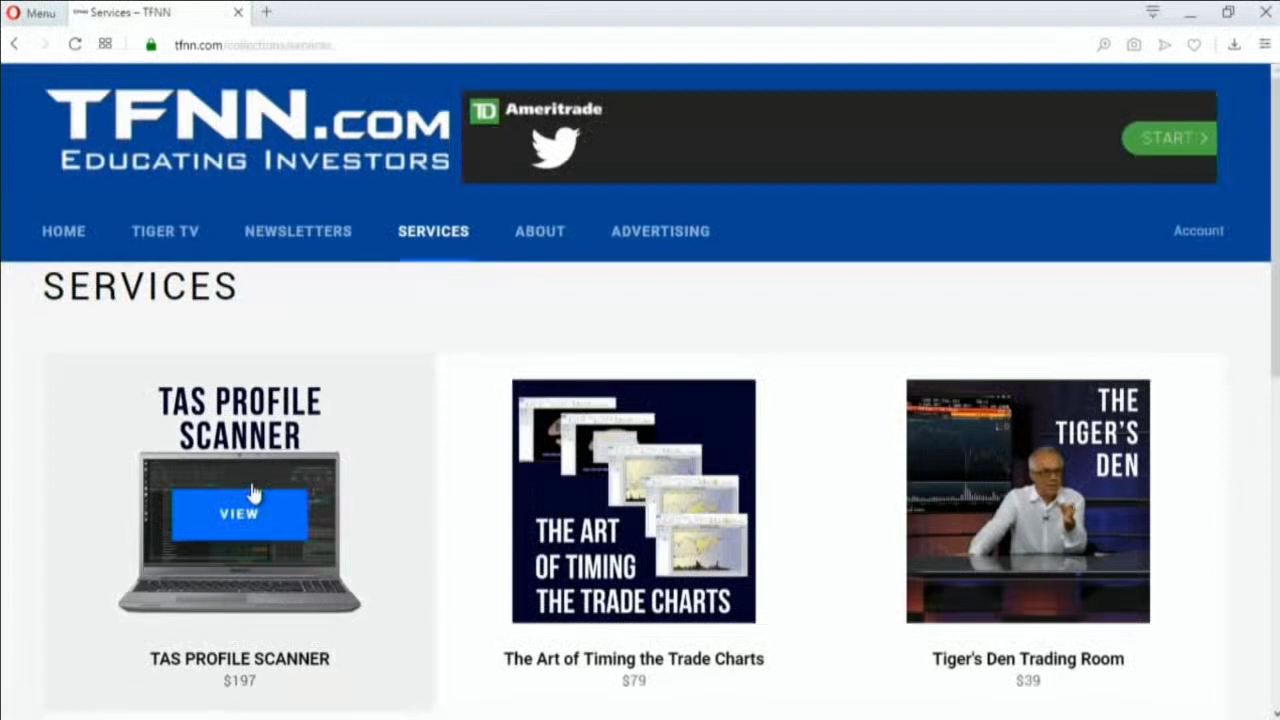 Menu
Services – TFNN
tfnn.com/collections/services
TFNN.COM
EDUCATING INVESTORS
TD Ameritrade
START >
HOME
TIGER TV
NEWSLETTERS
SERVICES
ABOUT
ADVERTISING
Account
SERVICES
TAS PROFILE
SCANNER
VIEW
THE ART
OF TIMING
THE TRADE CHARTS
THE
TIGER'S
DEN
TAS PROFILE SCANNER
$197
The Art of Timing the Trade Charts
$79
Tiger's Den Trading Room
$39